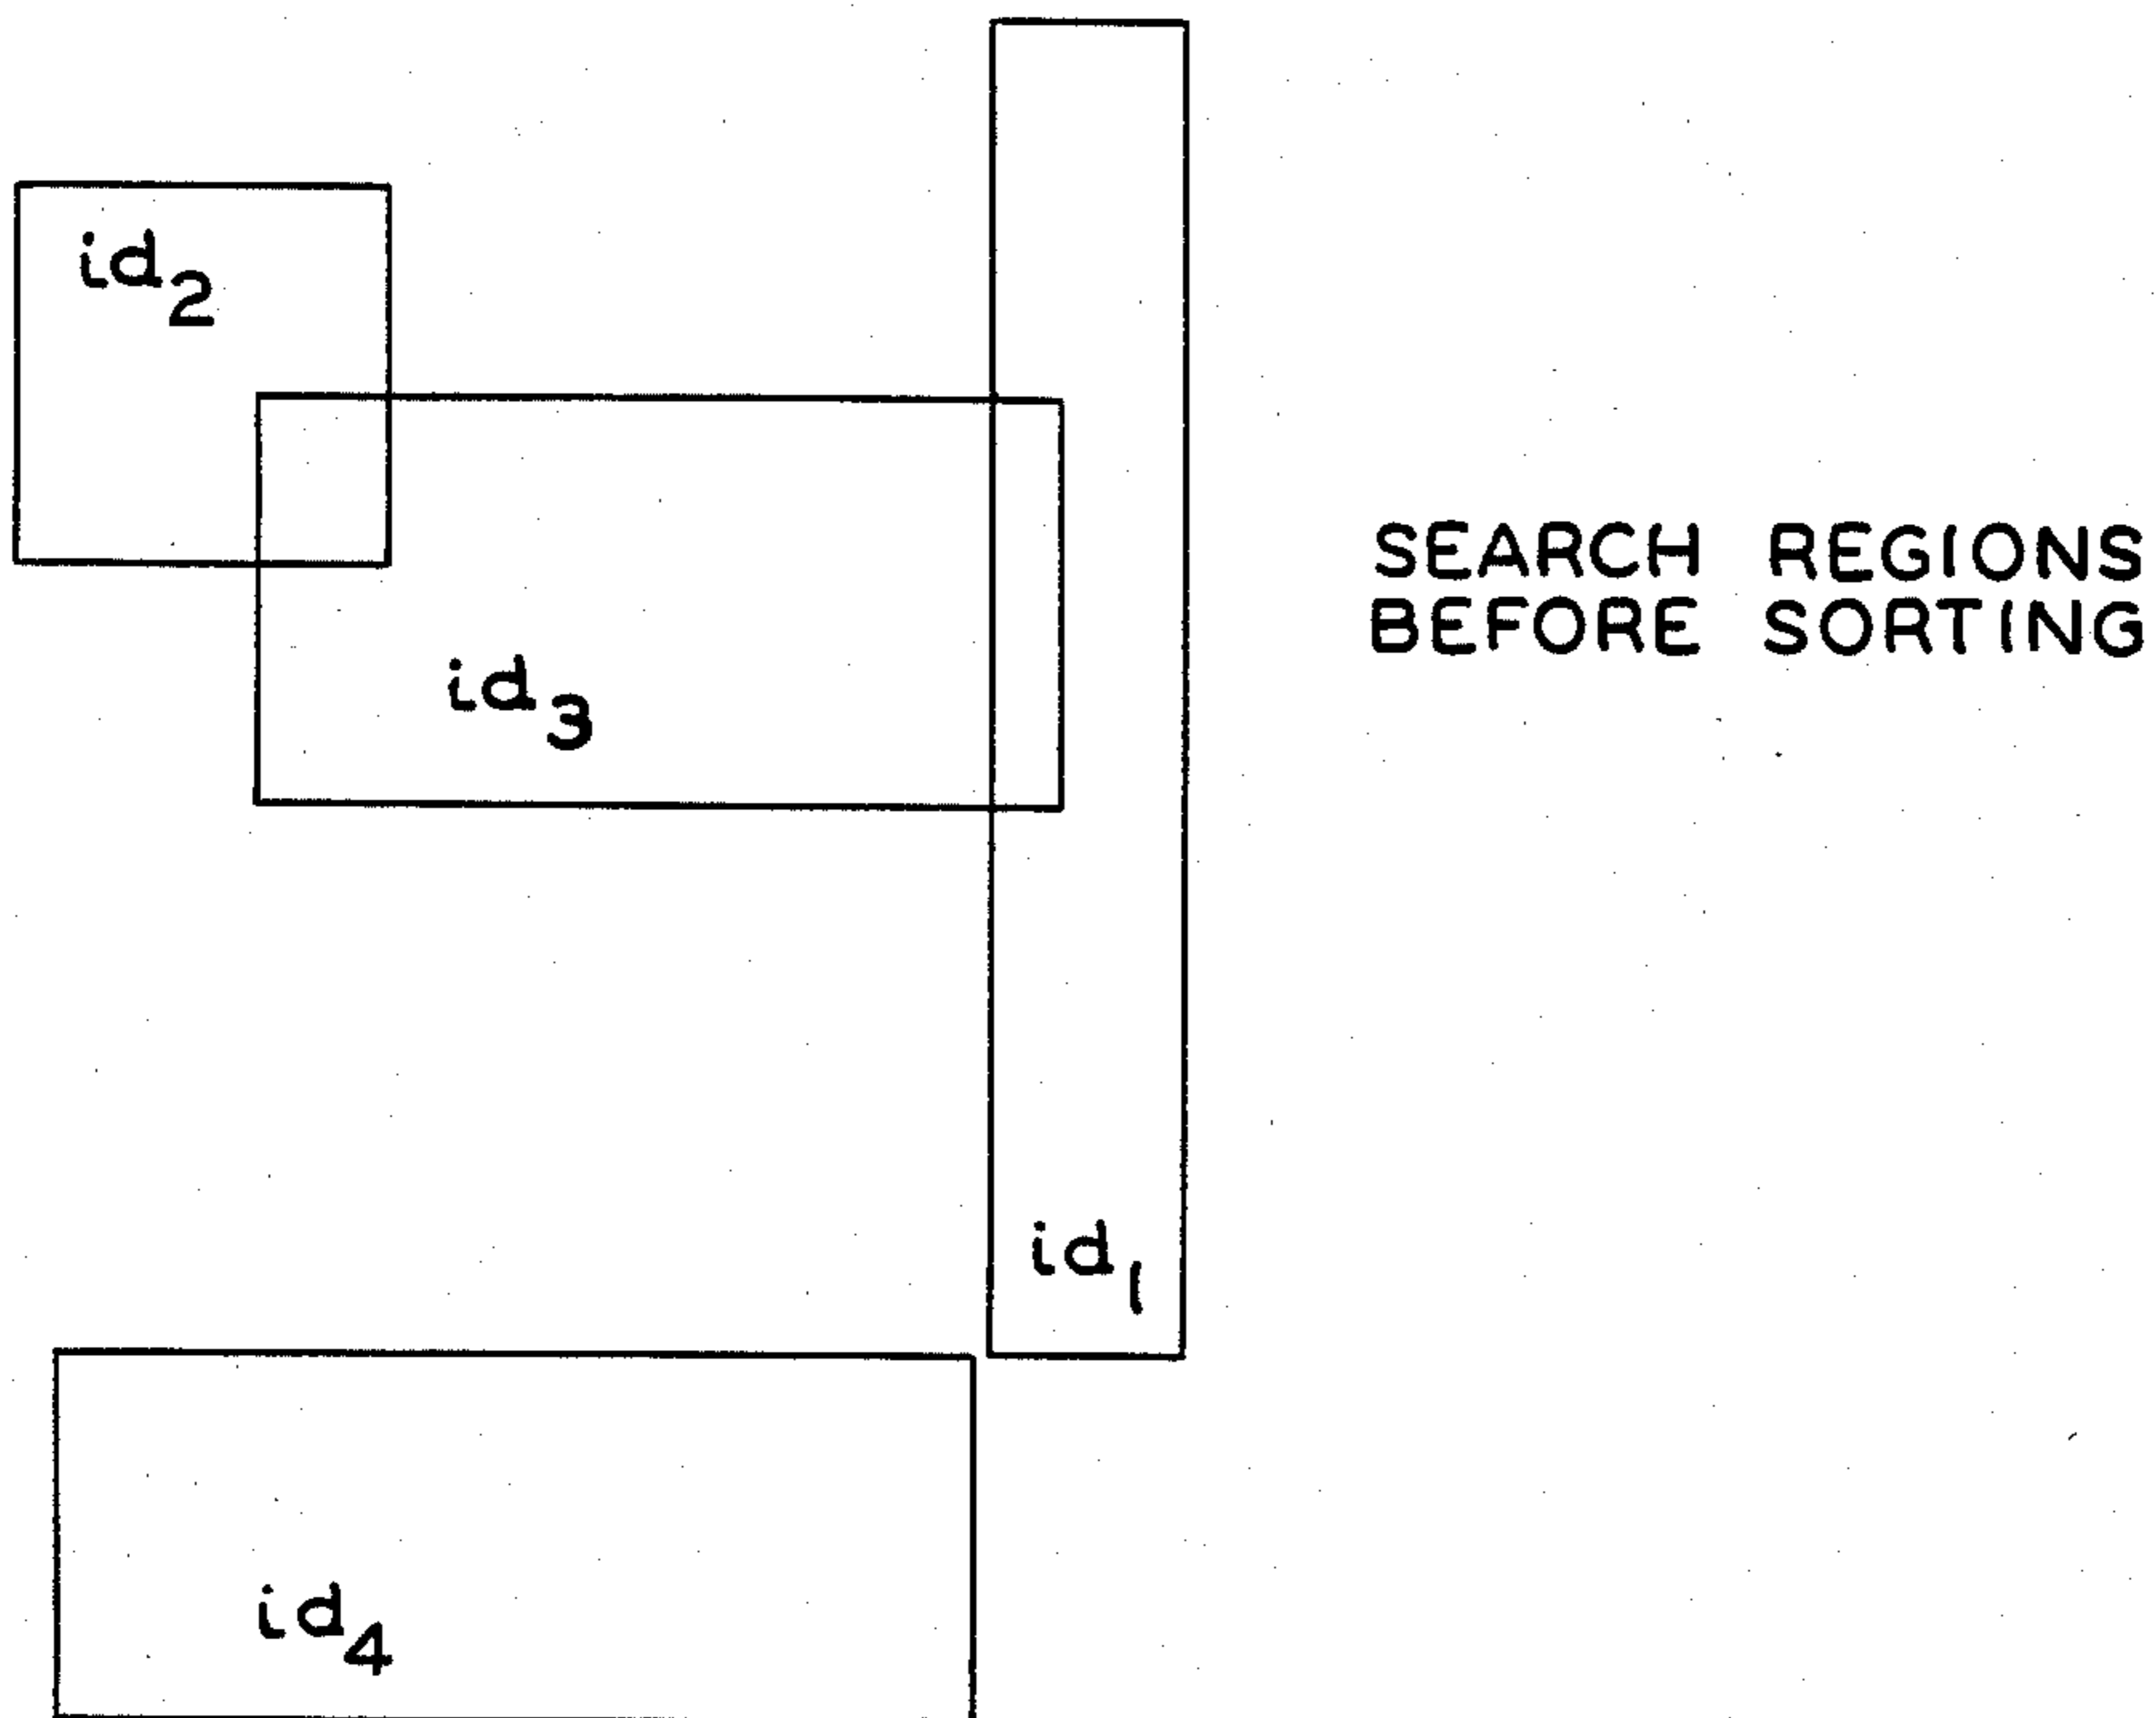 id₂
SEARCH REGIONS
BEFORE SORTING
id₃
id₁
id₄